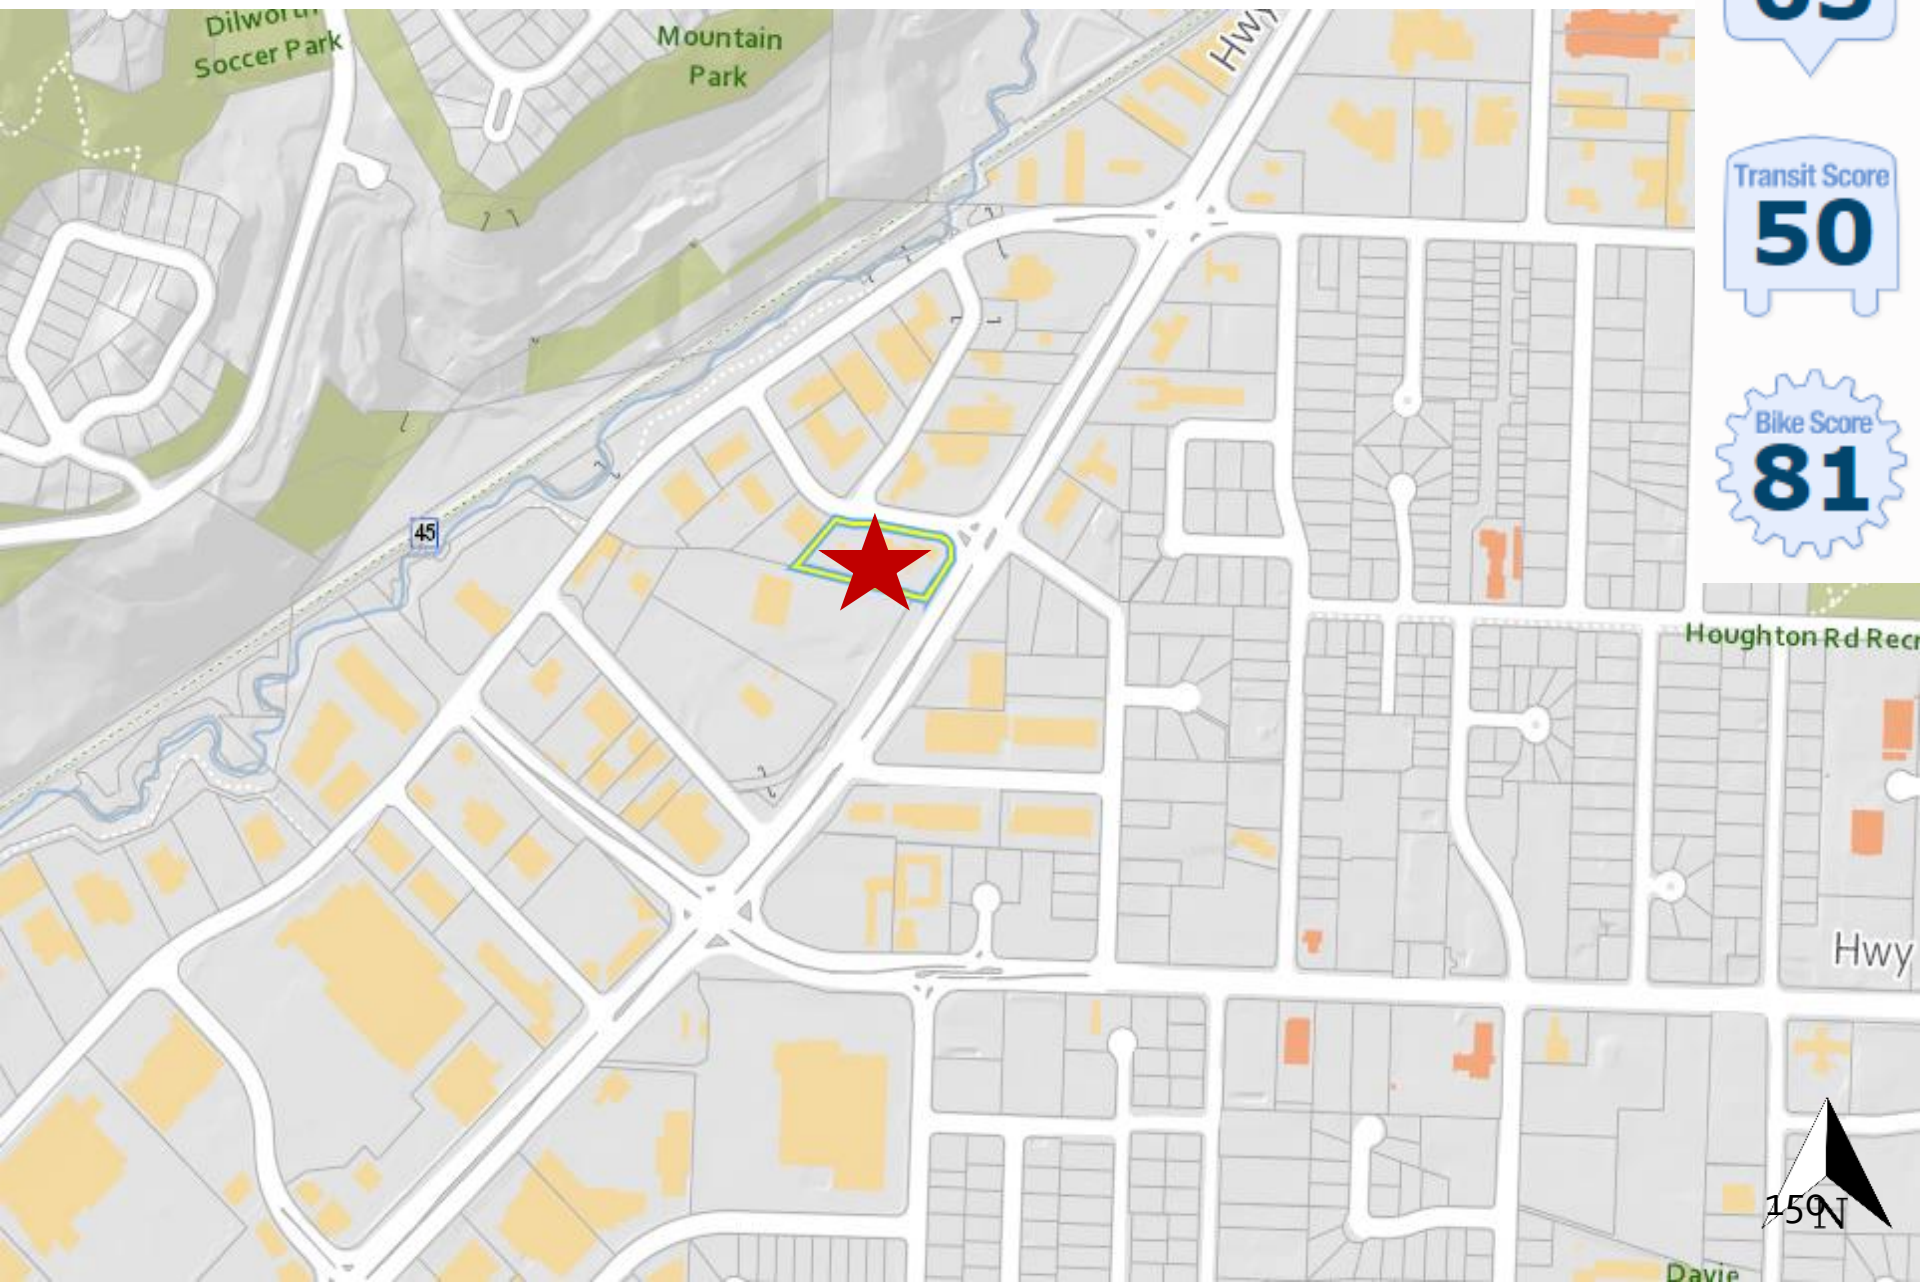 Dilworth
Soccer Park
Mountain
Park
Hwy
Transit Score
50
Bike Score
81
45
Houghton Rd Recr
Hwy
150
N
Davie